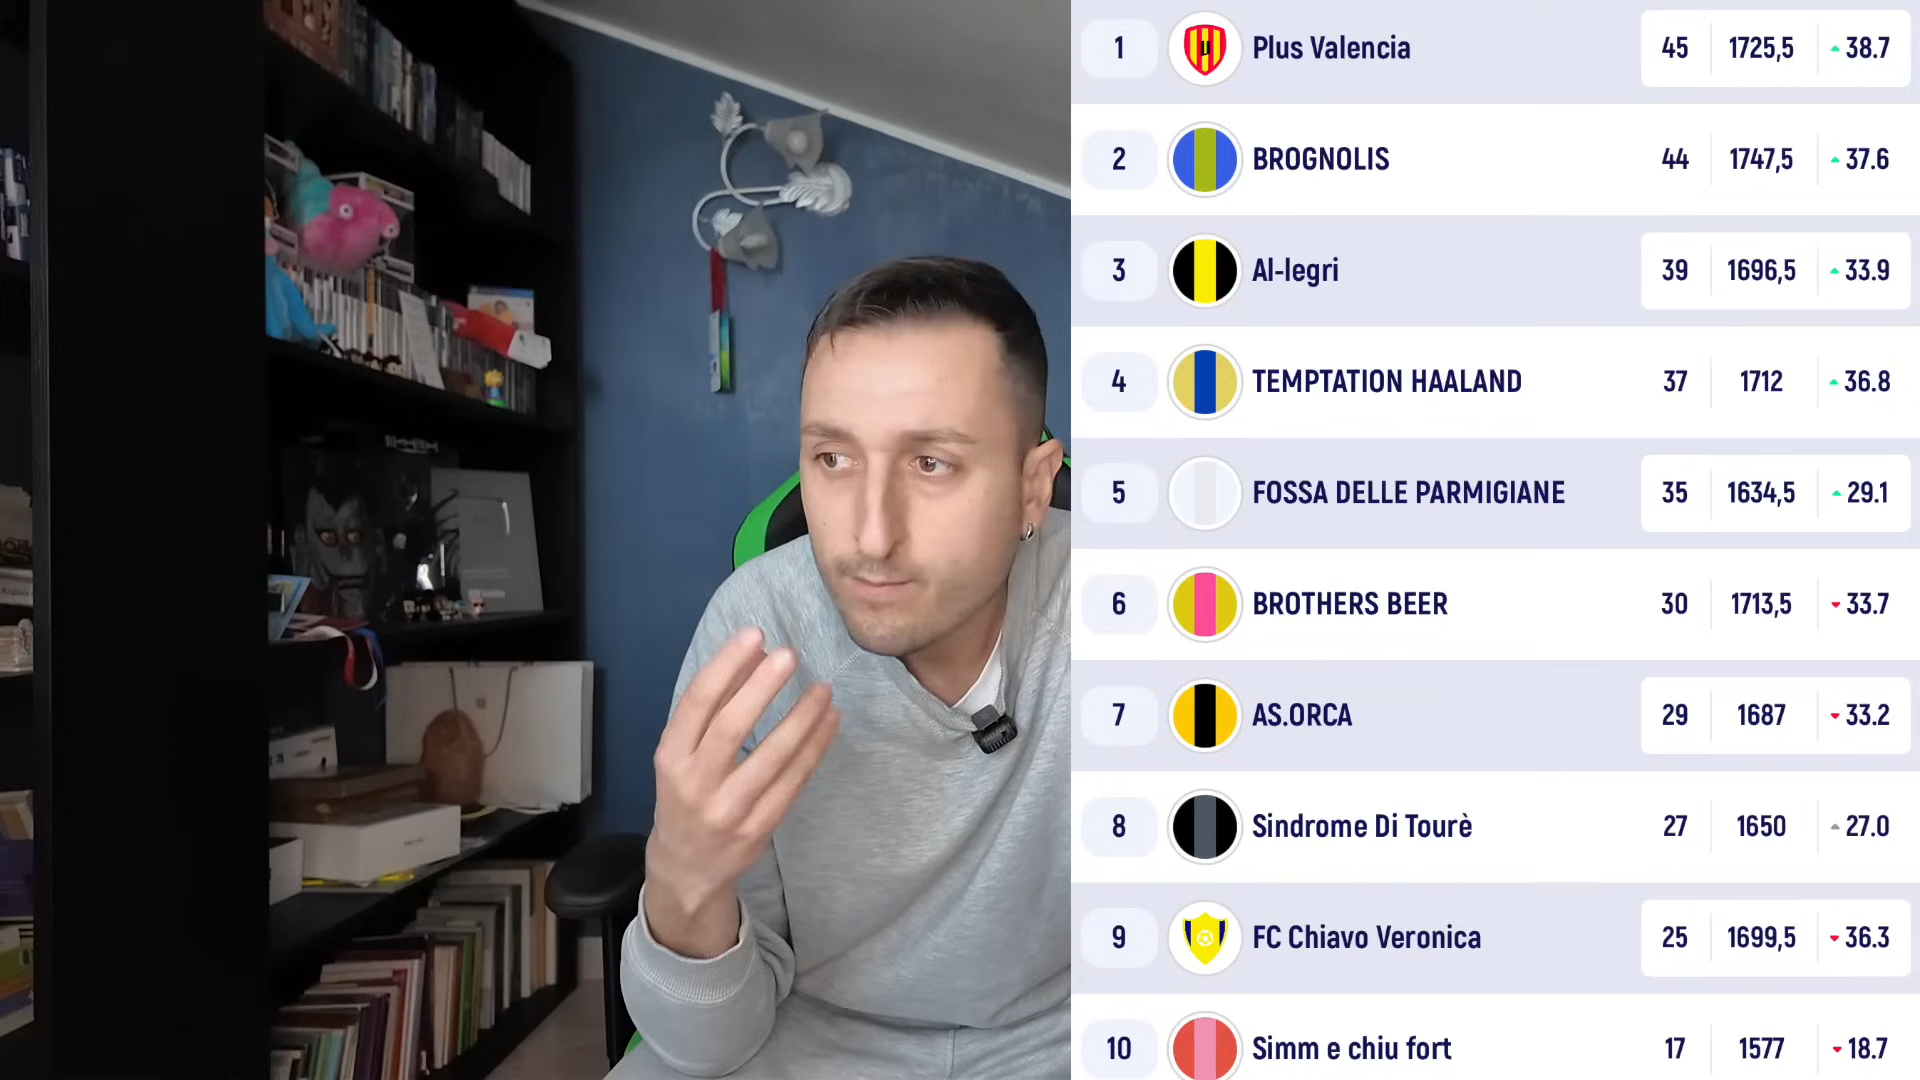 1 Plus Valencia 45 1725,5 38.7
2 BROGNOLIS 44 1747,5 37.6
3 Al-legri 39 1696,5 33.9
4 TEMPTATION HAALAND 37 1712 36.8
5 FOSSA DELLE PARMIGIANE 35 1634,5 29.1
6 BROTHERS BEER 30 1713,5 33.7
7 AS.ORCA 29 1687 33.2
8 Sindrome Di Tourè 27 1650 27.0
9 FC Chiavo Veronica 25 1699,5 36.3
10 Simm e chiu fort 17 1577 18.7